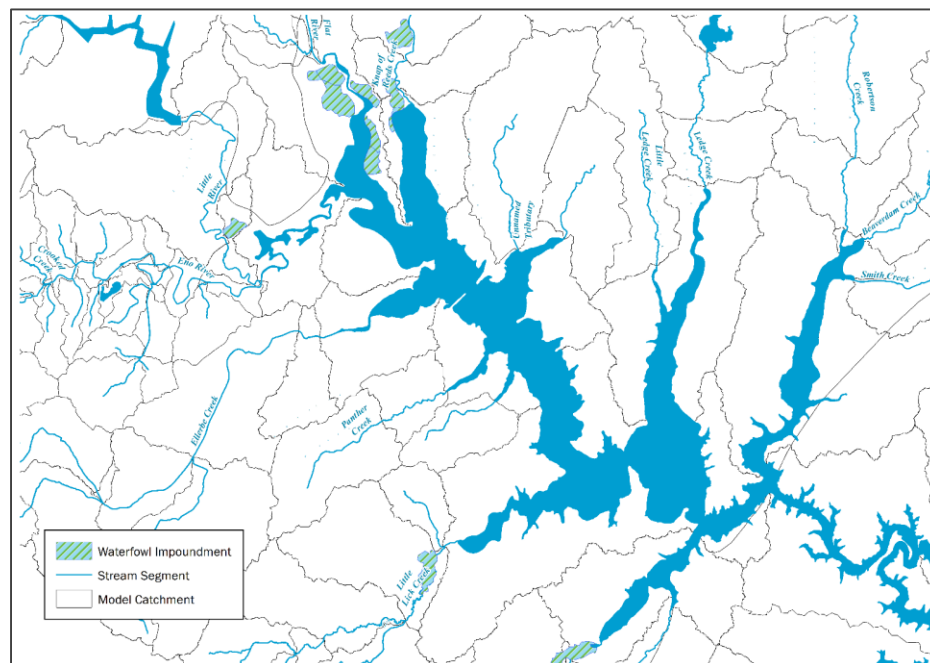 Flat
River
Knap of
Reeds Creek
Robertson
Creek
Little
Ledge Creek
Ledge Creek
Little
River
Unnamed
Tributary
Beaverdam Creek
Crooked
Creek
Eno River
Smith Creek
Ellerbe Creek
Panther
Creek
Little
Lick Creek
Waterfowl Impoundment
Stream Segment
Model Catchment